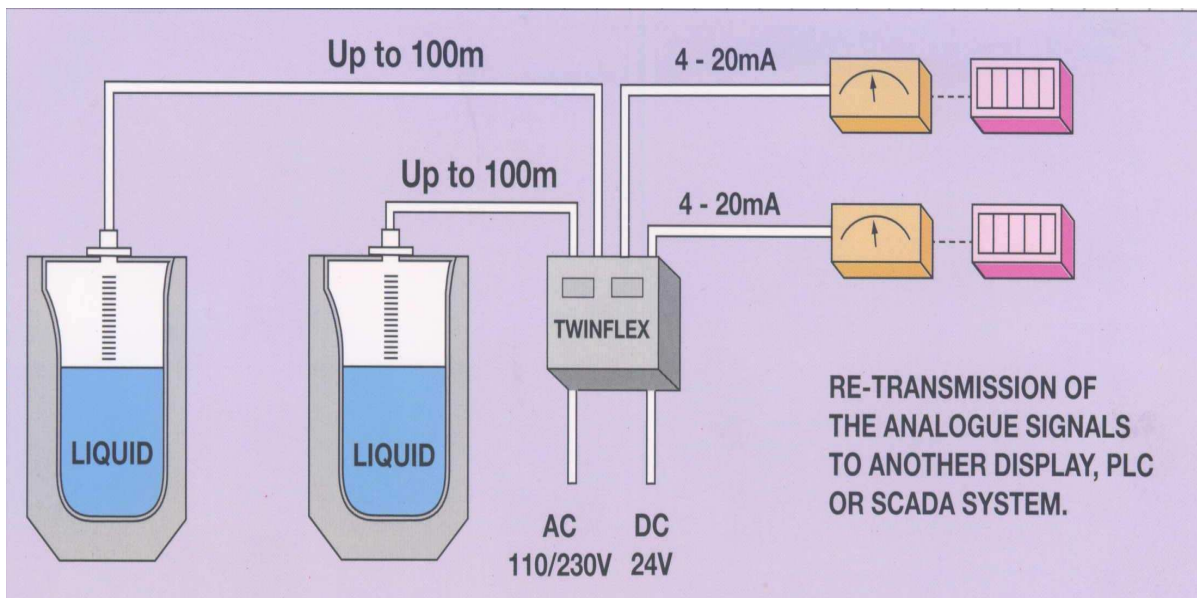 Up to 100m
4 - 20mA
Up to 100m
4 - 20mA
TWINFLEX
LIQUID
LIQUID
RE-TRANSMISSION OF
THE ANALOGUE SIGNALS
TO ANOTHER DISPLAY, PLC
OR SCADA SYSTEM.
AC
110/230V
DC
24V